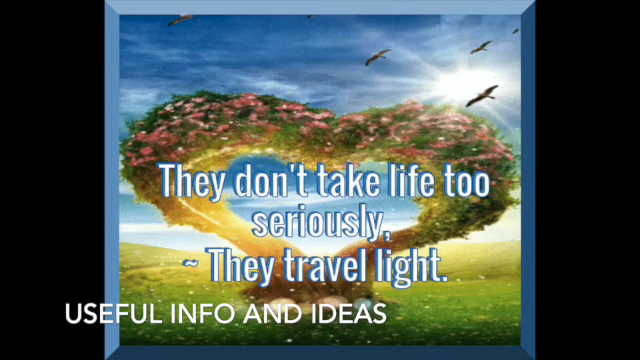 They don't take life too
seriously,
~ They travel light.
USEFUL INFO AND IDEAS